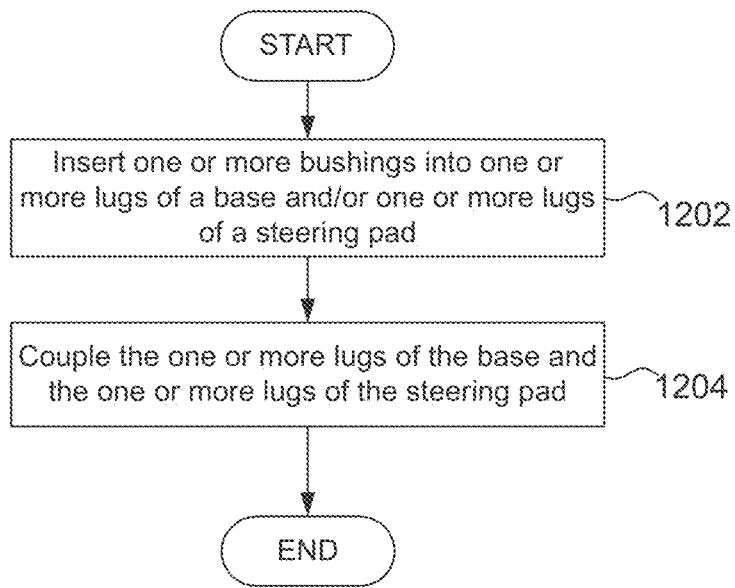 START
Insert one or more bushings into one or
more lugs of a base and/or one or more lugs
of a steering pad
1202
Couple the one or more lugs of the base and
the one or more lugs of the steering pad
1204
END